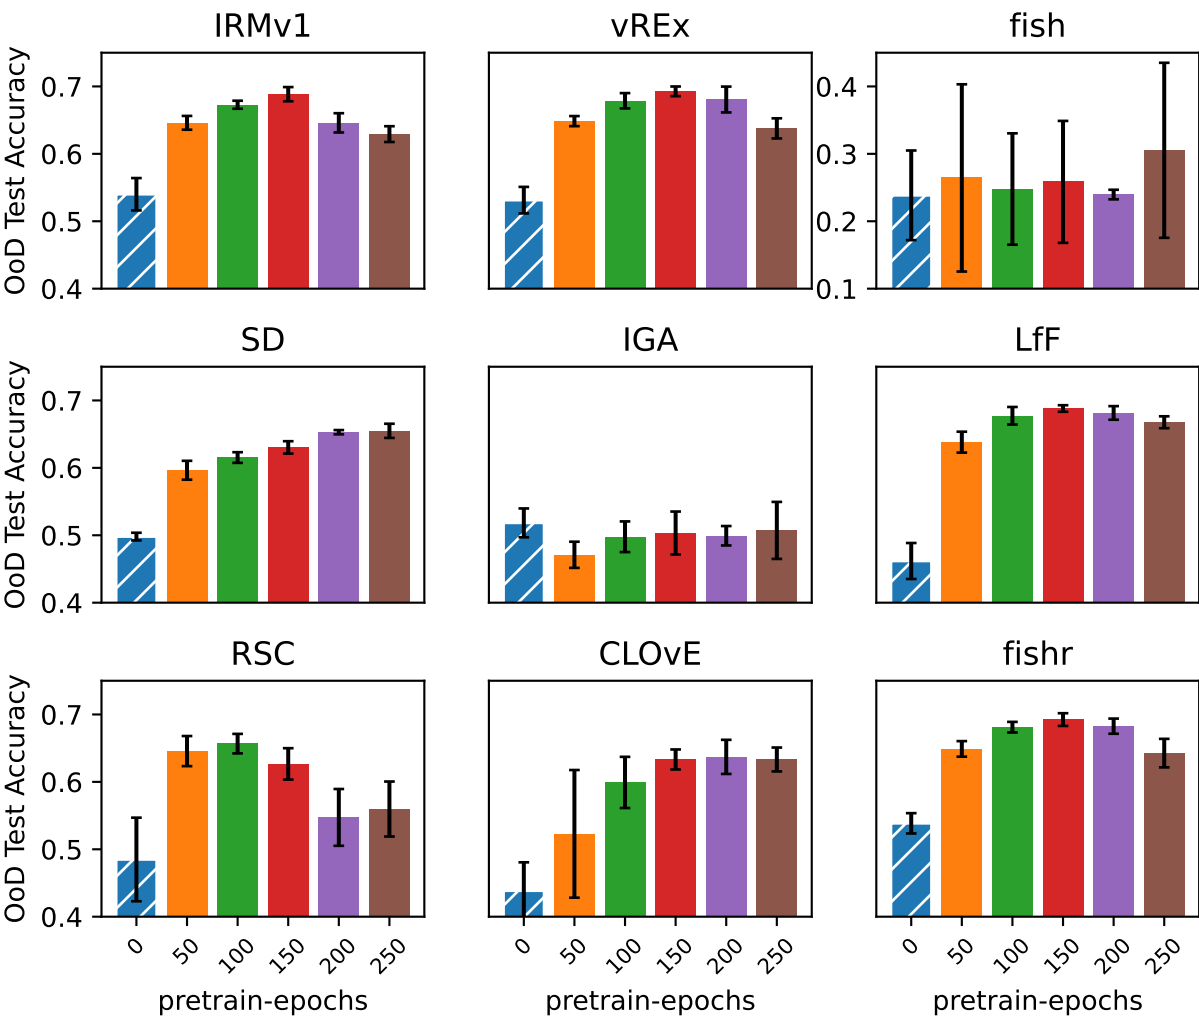 IRMv1 vREx fish
OoD Test Accuracy
0.7
0.6
0.5
0.4
0.4
0.3
0.2
0.1
SD IGA LfF
OoD Test Accuracy
0.7
0.6
0.5
0.4
RSC CLOvE fishr
OoD Test Accuracy
0.7
0.6
0.5
0.4
0 50 100 150 200 250 0 50 100 150 200 250 0 50 100 150 200 250
pretrain-epochs pretrain-epochs pretrain-epochs